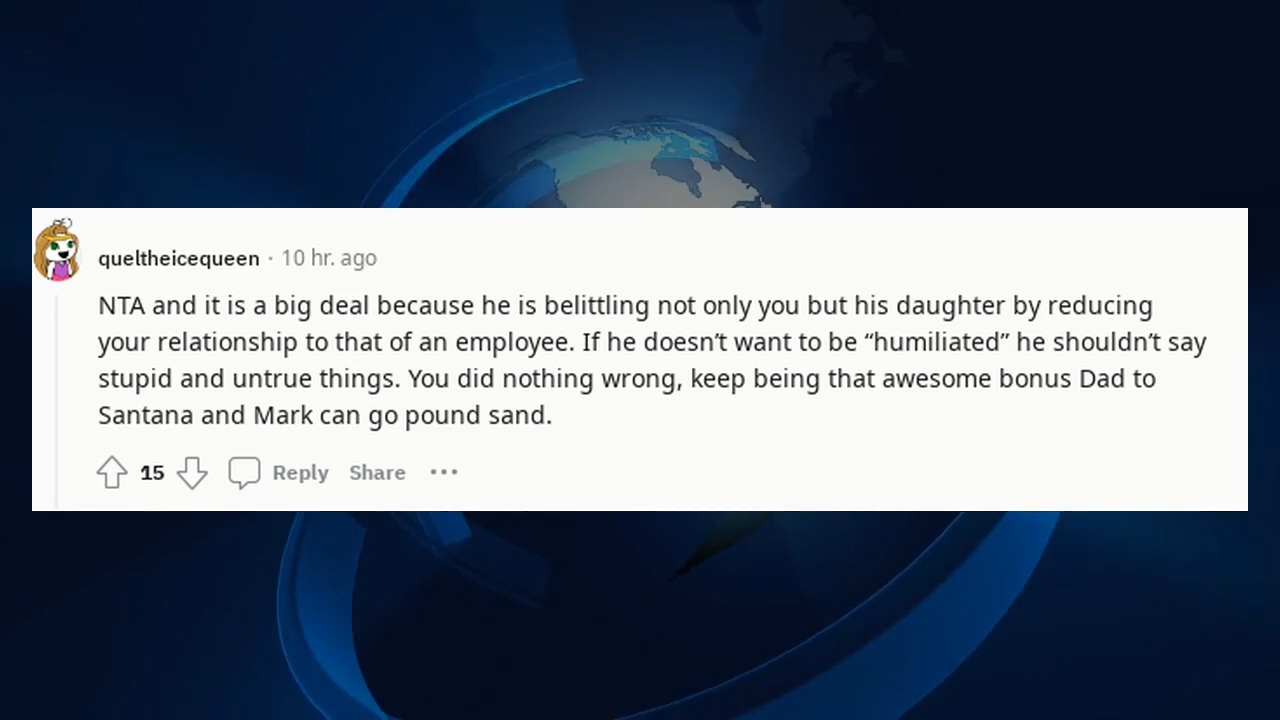 queltheicequeen · 10 hr. ago
NTA and it is a big deal because he is belittling not only you but his daughter by reducing
your relationship to that of an employee. If he doesn’t want to be “humiliated” he shouldn’t say
stupid and untrue things. You did nothing wrong, keep being that awesome bonus Dad to
Santana and Mark can go pound sand.
15 Reply Share ···